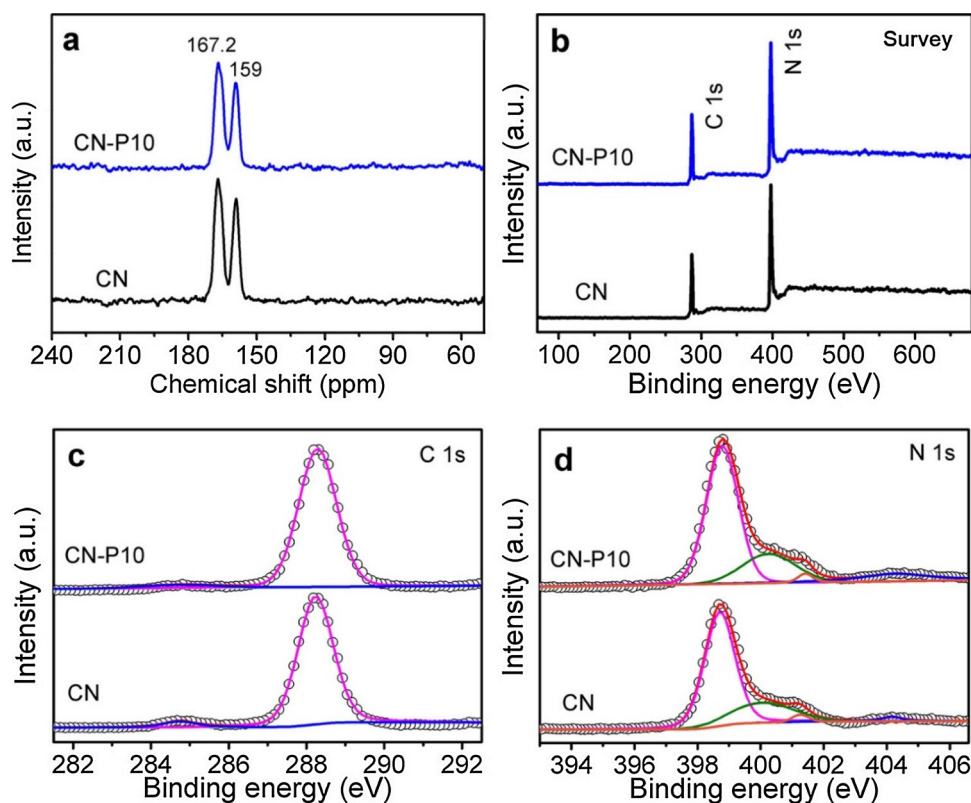 a
167.2
159
CN-P10
CN
Intensity (a.u.)
240 210 180 150 120 90 60
Chemical shift (ppm)
b
Survey
C 1s
N 1s
CN-P10
CN
Intensity (a.u.)
100 200 300 400 500 600
Binding energy (eV)
c
C 1s
CN-P10
CN
Intensity (a.u.)
282 284 286 288 290 292
Binding energy (eV)
d
N 1s
CN-P10
CN
Intensity (a.u.)
394 396 398 400 402 404 406
Binding energy (eV)